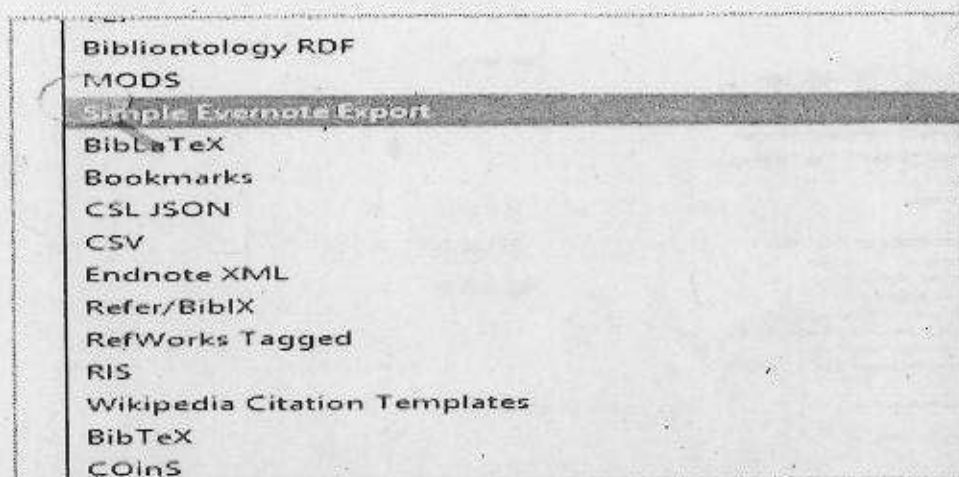 Bibliontology RDF
MODS
Simple Evernote Export
BibLaTeX
Bookmarks
CSL JSON
CSV
Endnote XML
Refer/BibIX
RefWorks Tagged
RIS
Wikipedia Citation Templates
BibTeX
COinS